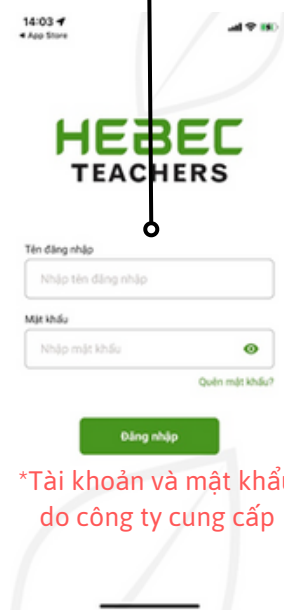 14:03
◀ App Store
HEBEC
TEACHERS
Tên đăng nhập
Nhập tên đăng nhập
Mật khẩu
Nhập mật khẩu
Quên mật khẩu?
Đăng nhập
*Tài khoản và mật khẩu
do công ty cung cấp